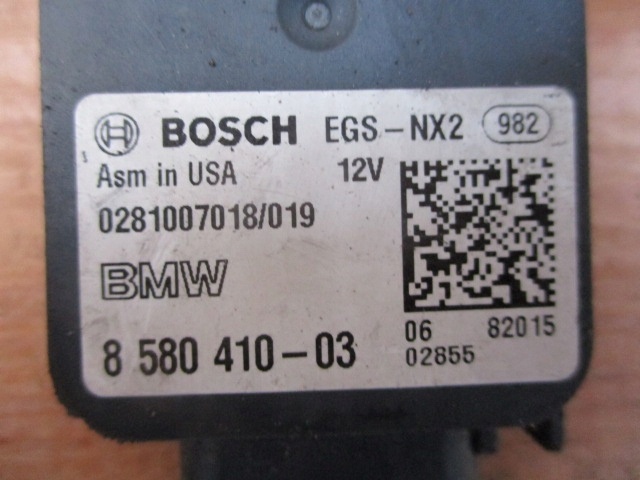 BOSCH EGS-NX2 982
Asm in USA 12V
0281007018/019
BMW
8 580 410-03
06 82015
02855